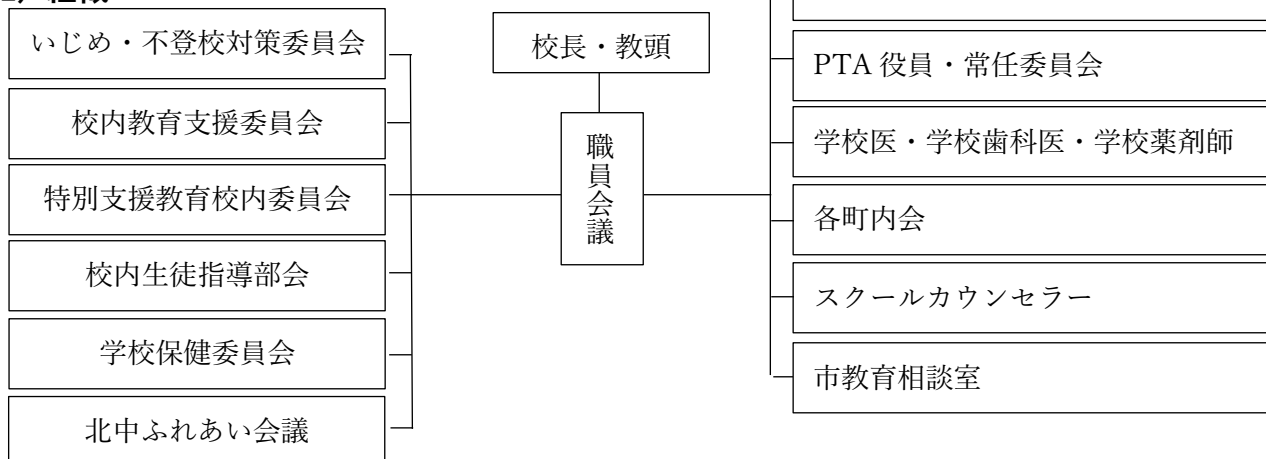 いじめ・不登校対策委員会
校内教育支援委員会
特別支援教育校内委員会
校内生徒指導部会
学校保健委員会
北中ふれあい会議
校長・教頭
職員会議
PTA 役員・常任委員会
学校医・学校歯科医・学校薬剤師
各町内会
スクールカウンセラー
市教育相談室